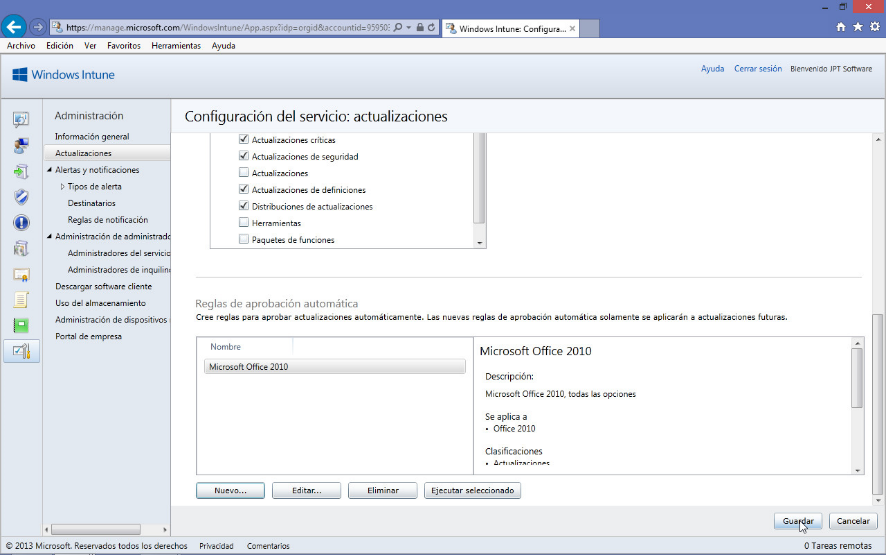 https://manage.microsoft.com/WindowsIntune/App.aspx?idp=orgid&accountid=95950
Windows Intune: Configura...
Archivo Edición Ver Favoritos Herramientas Ayuda
Windows Intune
Ayuda Cerrar sesión Bienvenido JPT Software
Administración
Información general
Actualizaciones
Alertas y notificaciones
Tipos de alerta
Destinatarios
Reglas de notificación
Administración de administrado
Administradores del servicio
Administradores de inquilin
Descargar software cliente
Uso del almacenamiento
Administración de dispositivos
Portal de empresa
Configuración del servicio: actualizaciones
Actualizaciones críticas
Actualizaciones de seguridad
Actualizaciones
Actualizaciones de definiciones
Distribuciones de actualizaciones
Herramientas
Paquetes de funciones
Reglas de aprobación automática
Cree reglas para aprobar actualizaciones automáticamente. Las nuevas reglas de aprobación automática solamente se aplicarán a actualizaciones futuras.
Nombre
Microsoft Office 2010
Microsoft Office 2010
Descripción:
Microsoft Office 2010, todas las opciones
Se aplica a
• Office 2010
Clasificaciones
• Actualizaciones
Nuevo... Editar... Eliminar Ejecutar seleccionado
Guardar Cancelar
© 2013 Microsoft. Reservados todos los derechos Privacidad Comentarios 0 Tareas remotas